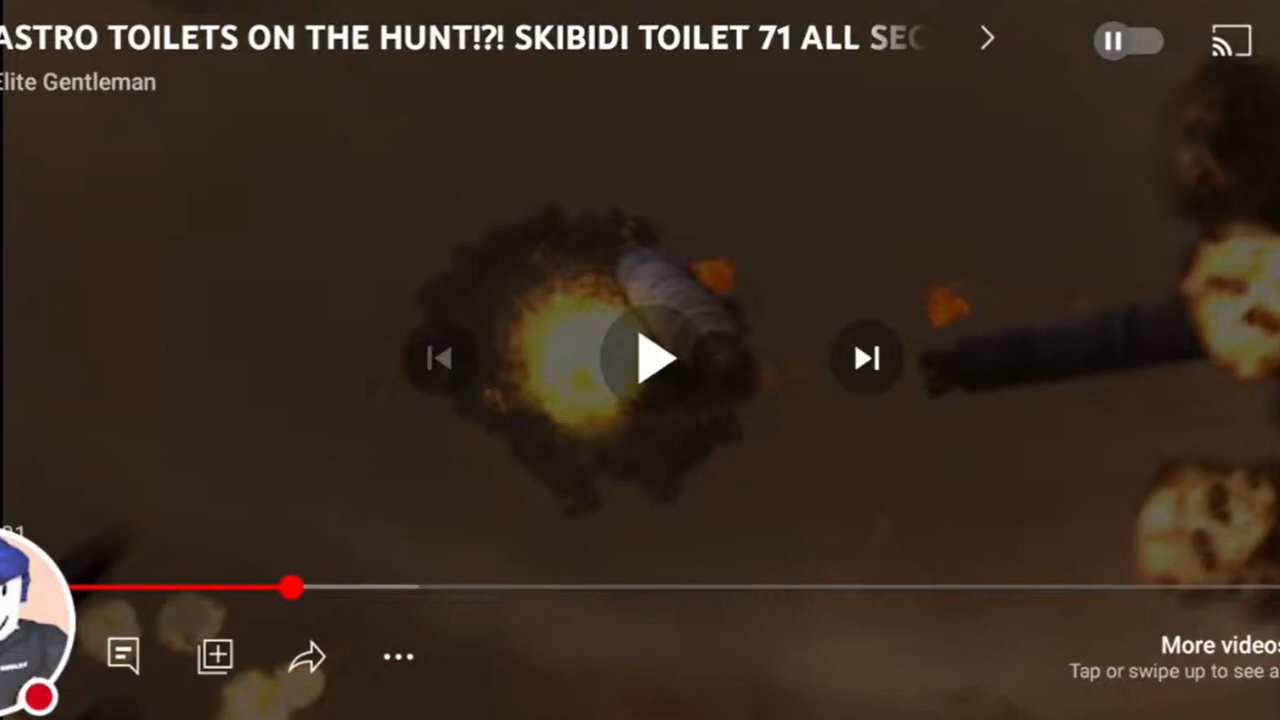 ASTRO TOILETS ON THE HUNT!?! SKIBIDI TOILET 71 ALL SEC
Elite Gentleman
More videos
Tap or swipe up to see a